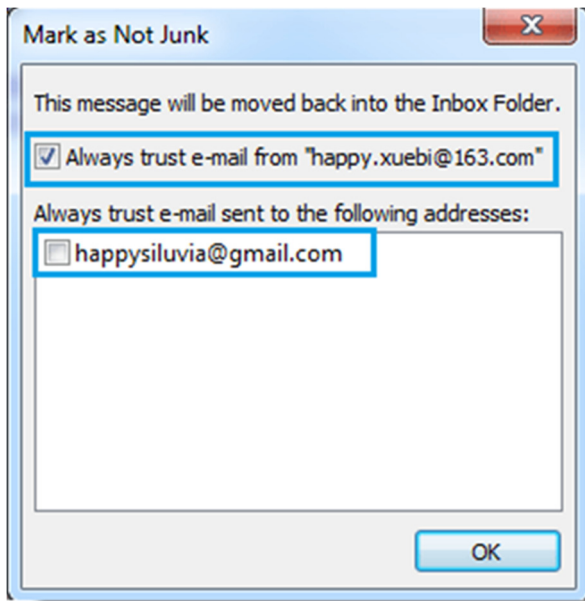 Mark as Not Junk
This message will be moved back into the Inbox Folder.
Always trust e-mail from "happy.xuebi@163.com"
Always trust e-mail sent to the following addresses:
happysiluvia@gmail.com
OK